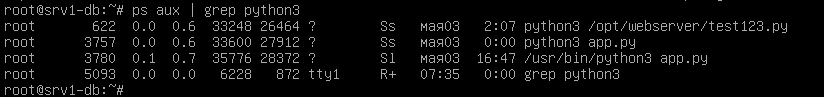 root@srv1-db:~# ps aux | grep python3
root         622  0.0  0.6  33248 26464 ?        Ss   мая03   2:07 python3 /opt/webserver/test123.py
root        3757  0.0  0.6  33600 27912 ?        Ss   мая03   0:00 python3 app.py
root        3780  0.1  0.7  35776 28372 ?        Sl   мая03  16:47 /usr/bin/python3 app.py
root        5093  0.0  0.0   6228   872 tty1     R+   07:35   0:00 grep python3
root@srv1-db:~#